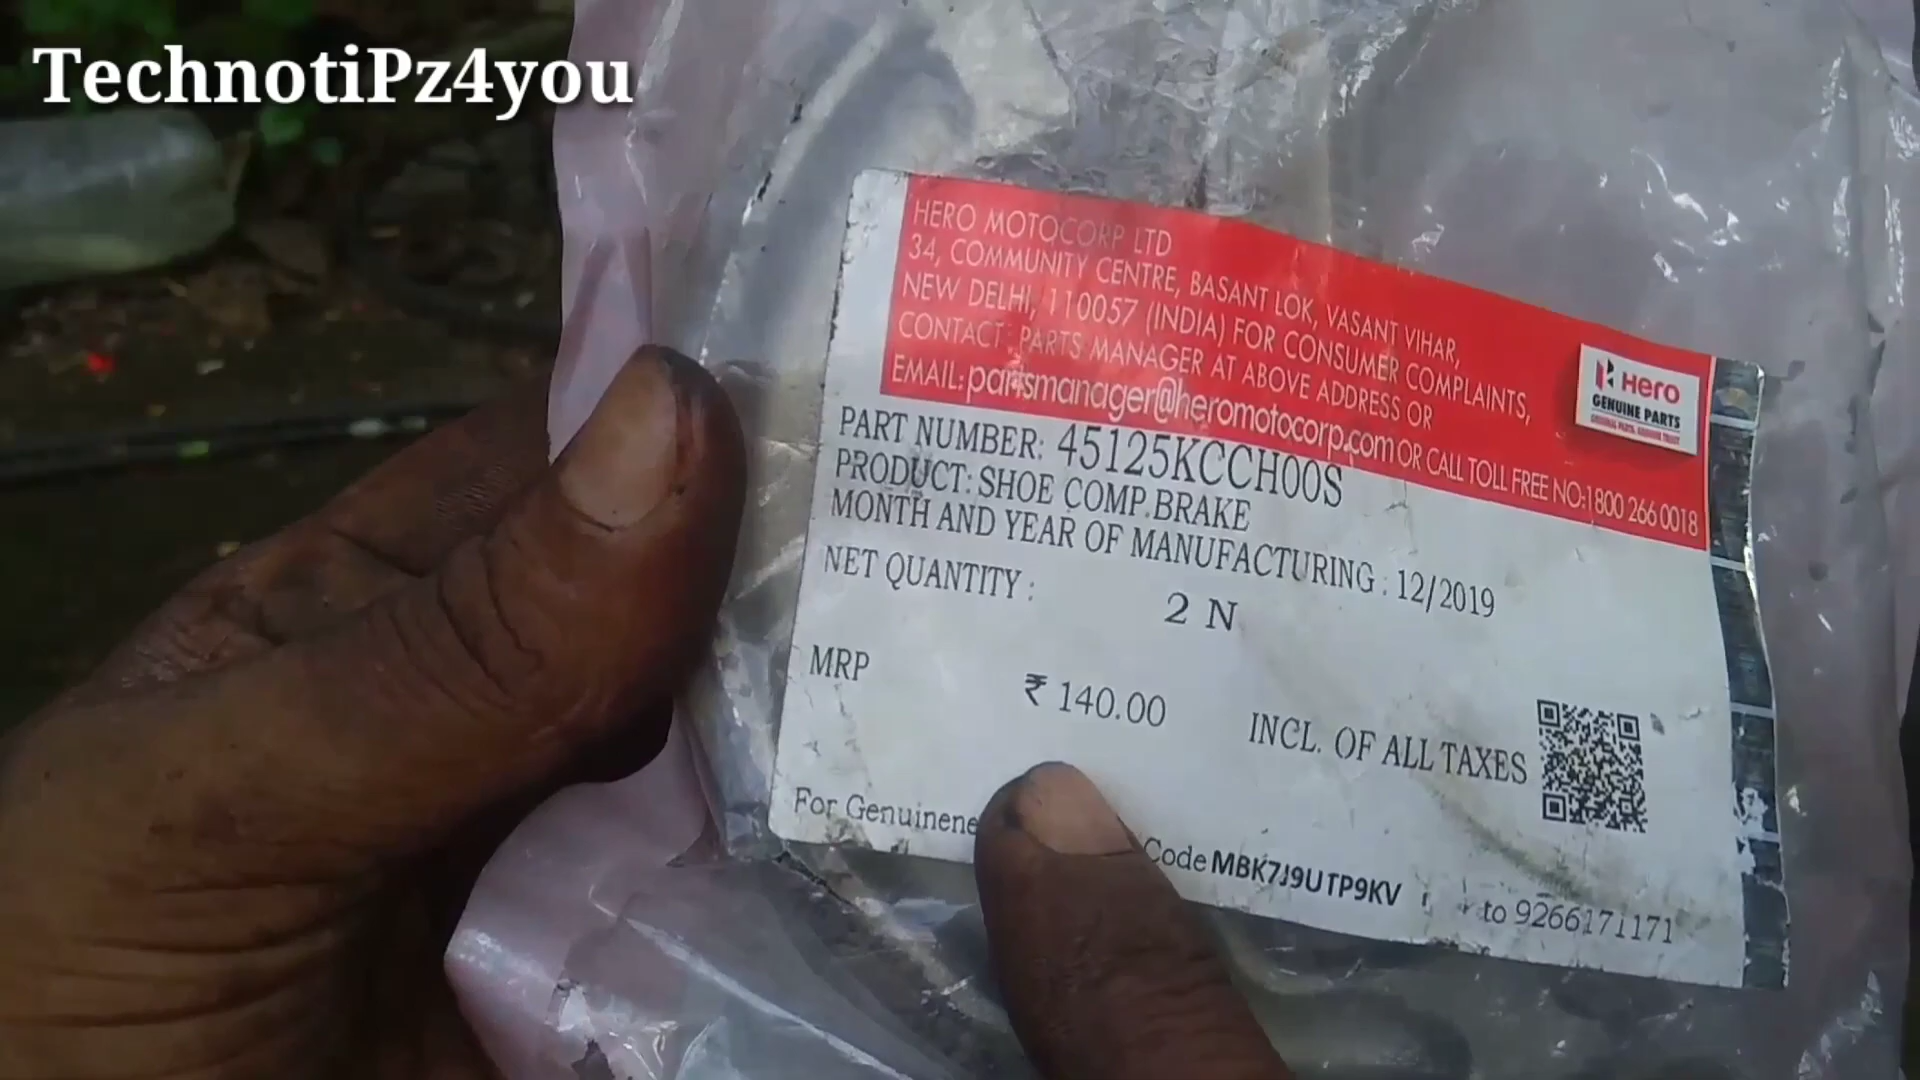 TechnotiPz4you
HERO MOTOCORP LTD
34, COMMUNITY CENTRE, BASANT LOK, VASANT VIHAR,
NEW DELHI, 110057 (INDIA) FOR CONSUMER COMPLAINTS,
CONTACT: PARTS MANAGER AT ABOVE ADDRESS OR
EMAIL: partsmanager@heromotocorp.com OR CALL TOLL FREE NO:1800 266 0018
Hero
GENUINE PARTS
PART NUMBER: 45125KCCH00S
PRODUCT: SHOE COMP.BRAKE
MONTH AND YEAR OF MANUFACTURING : 12/2019
NET QUANTITY : 2 N
MRP ₹ 140.00 INCL. OF ALL TAXES
For Genuinene Code MBK7J9UTP9KV to 9266171171